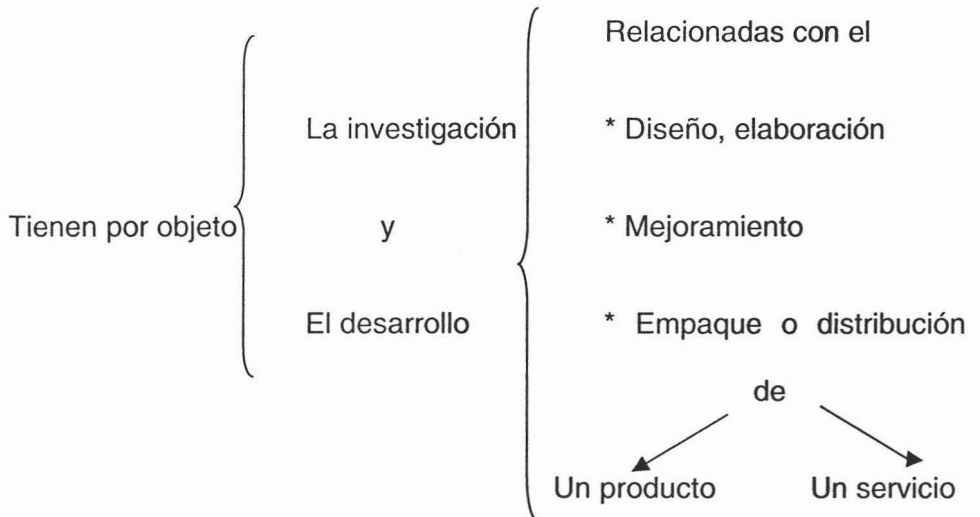 Relacionadas con el
La investigación
* Diseño, elaboración
Tienen por objeto
y
* Mejoramiento
El desarrollo
* Empaque o distribución
de
Un producto
Un servicio